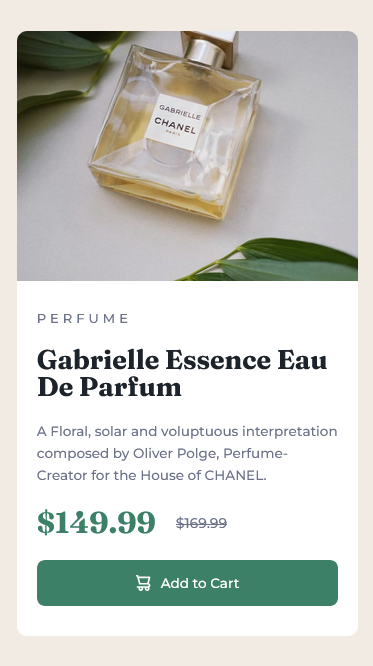 GABRIELLE
CHANEL
PARIS
PERFUME
Gabrielle Essence Eau
De Parfum
A Floral, solar and voluptuous interpretation
composed by Oliver Polge, Perfume-
Creator for the House of CHANEL.
$149.99 $169.99
Add to Cart